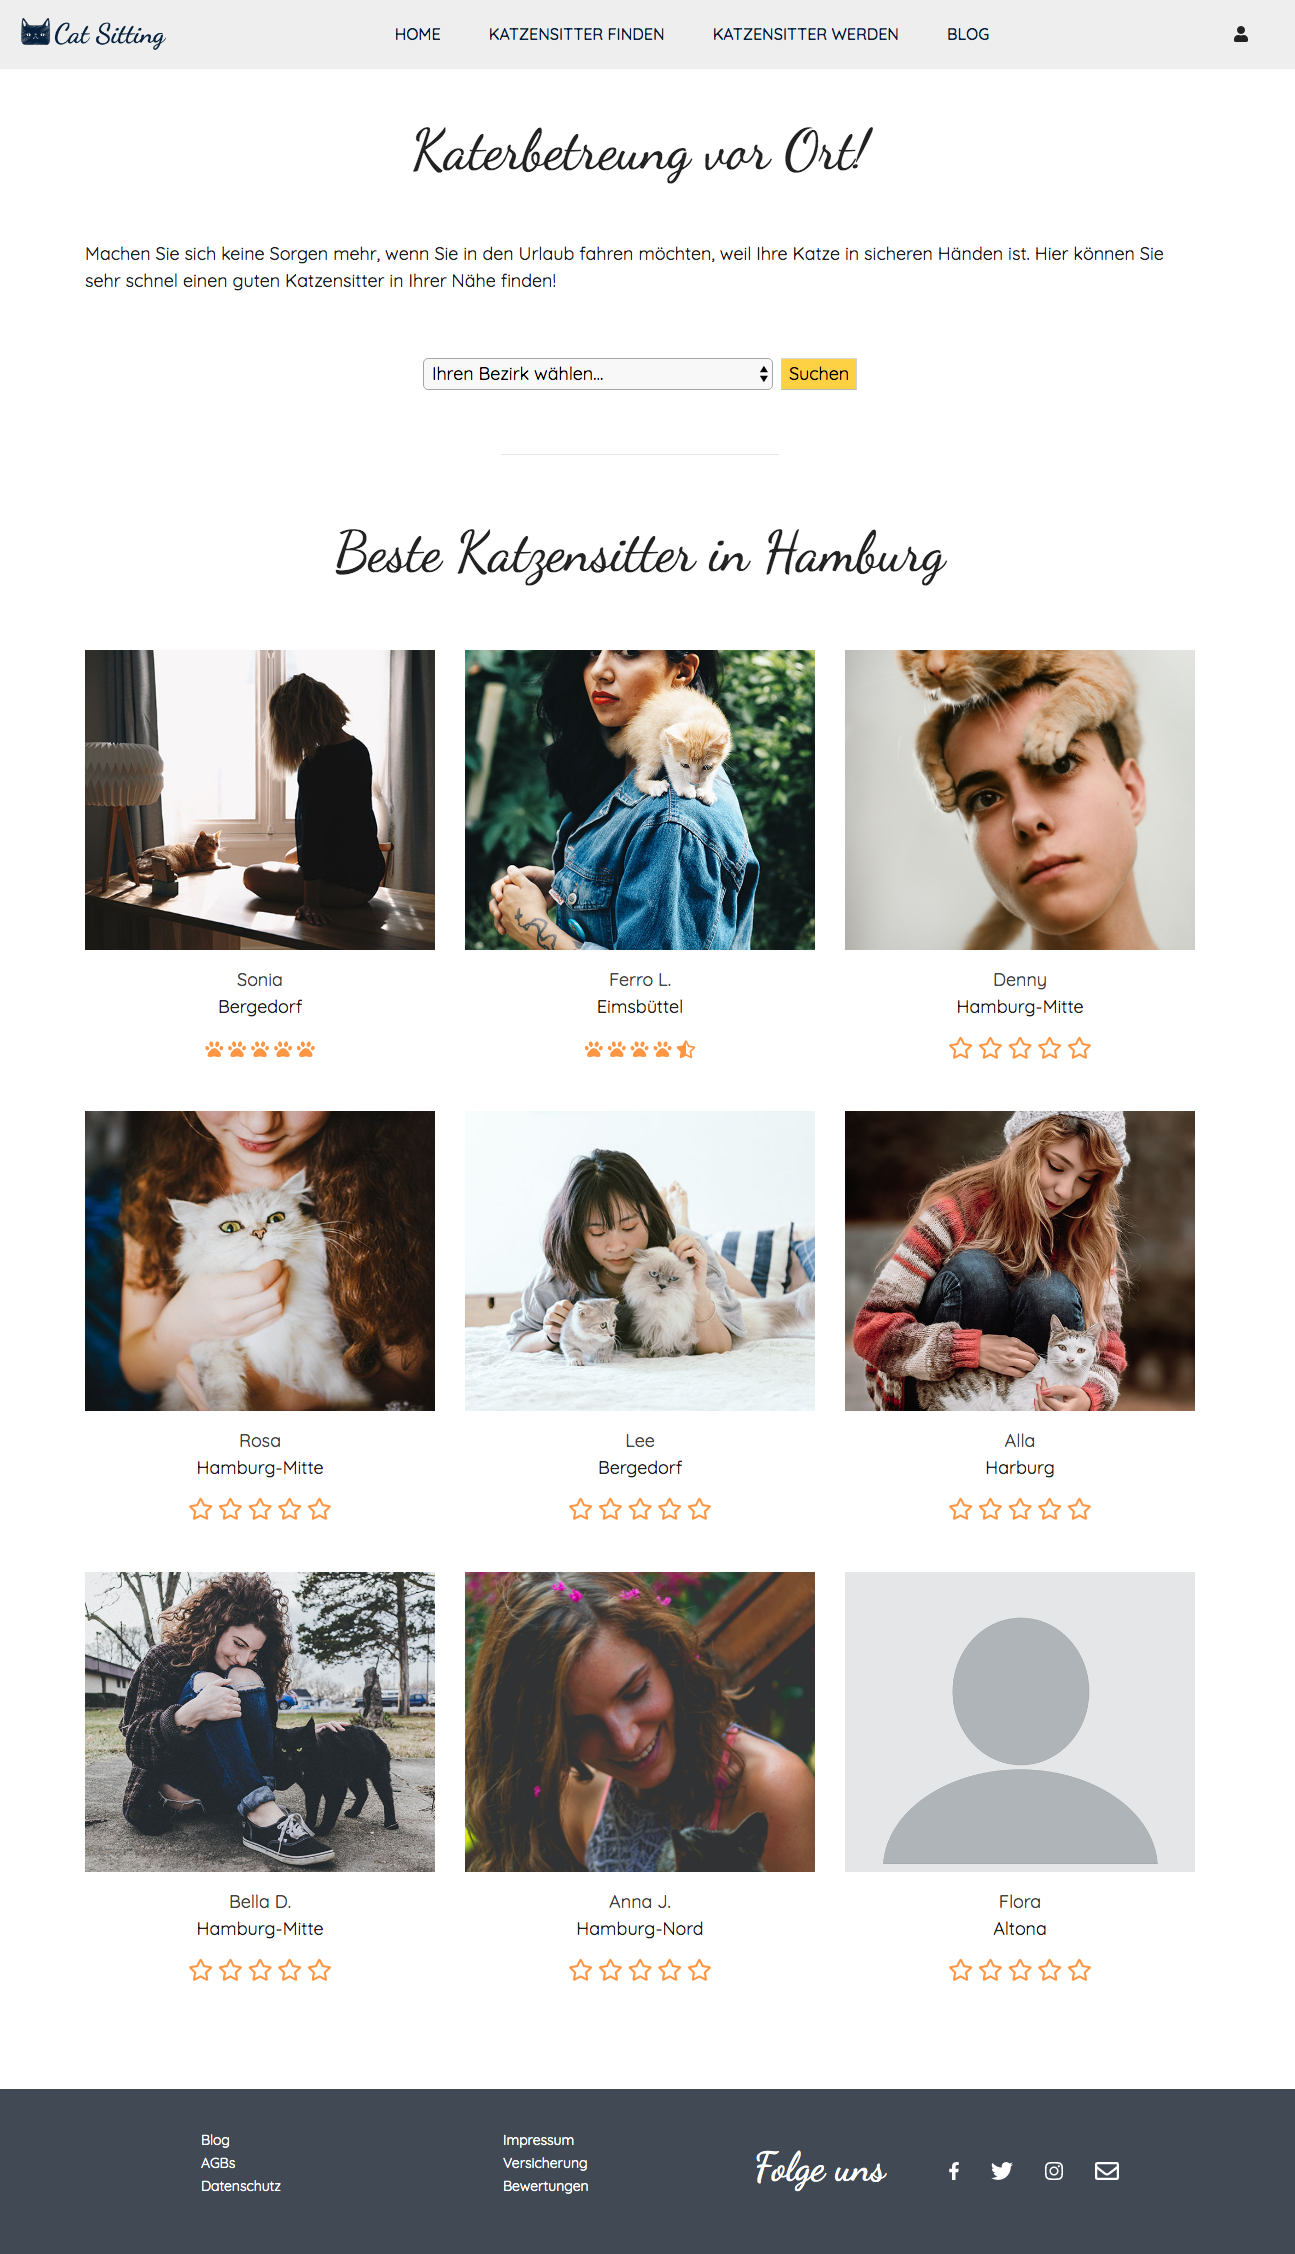 Cat Sitting
HOME
KATZENSITTER FINDEN
KATZENSITTER WERDEN
BLOG
Katerbetreung vor Ort!
Machen Sie sich keine Sorgen mehr, wenn Sie in den Urlaub fahren möchten, weil Ihre Katze in sicheren Händen ist. Hier können Sie
sehr schnel einen guten Katzensitter in Ihrer Nähe finden!
Ihren Bezirk wählen...
Suchen
Beste Katzensitter in Hamburg
Sonia
Bergedorf
Ferro L.
Eimsbüttel
Denny
Hamburg-Mitte
Rosa
Hamburg-Mitte
Lee
Bergedorf
Alla
Harburg
Bella D.
Hamburg-Mitte
Anna J.
Hamburg-Nord
Flora
Altona
Blog
AGBs
Datenschutz
Impressum
Versicherung
Bewertungen
Folge uns